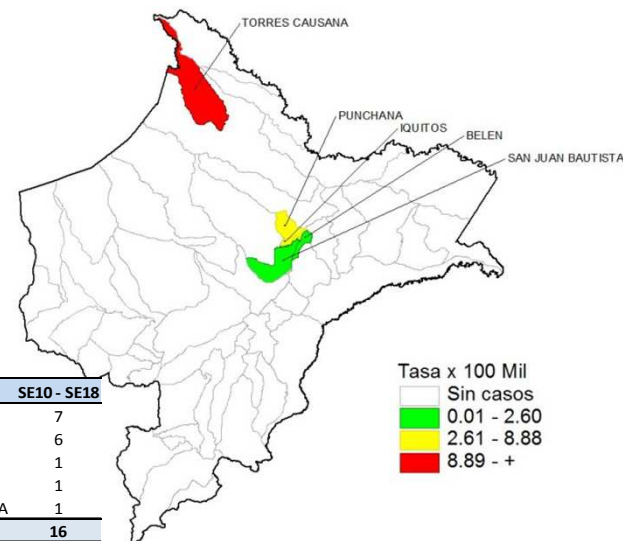 TORRES CAUSANA
PUNCHANA
IQUITOS
BELEN
SAN JUAN BAUTISTA
Tasa x 100 Mil
Sin casos
0.01 - 2.60
2.61 - 8.88
8.89 - +
SE10 - SE18
7
6
1
1
A 1
16